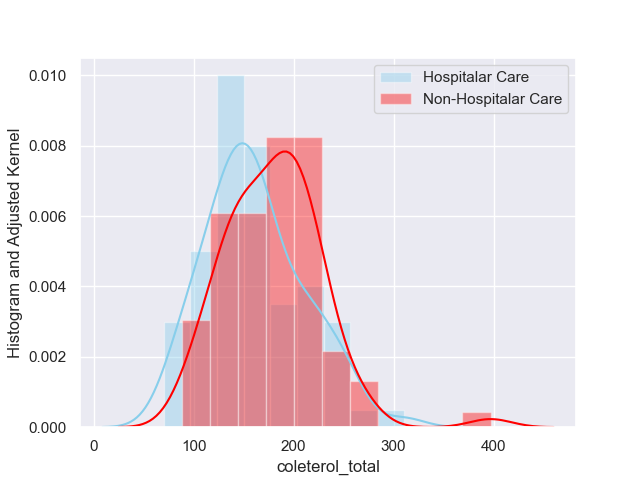 Hospitalar Care
Non-Hospitalar Care
Histogram and Adjusted Kernel
0.010
0.008
0.006
0.004
0.002
0.000
0
100
200
300
400
coleterol_total